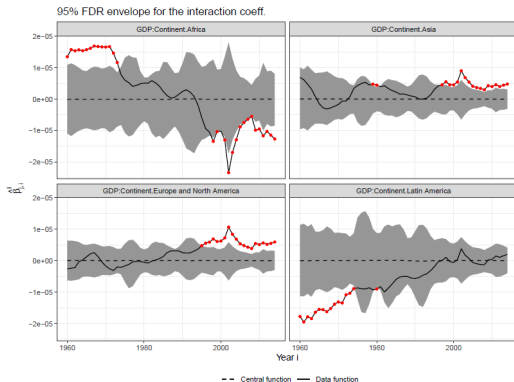 95% FDR envelope for the interaction coeff.
GDP:Continent.Africa
GDP:Continent.Asia
2e−05
1e−05
0e+00
−1e−05
−2e−05
GDP:Continent.Europe and North America
GDP:Continent.Latin America
2e−05
1e−05
0e+00
−1e−05
−2e−05
1960
1980
2000
1960
1980
2000
Year i
Central function
Data function